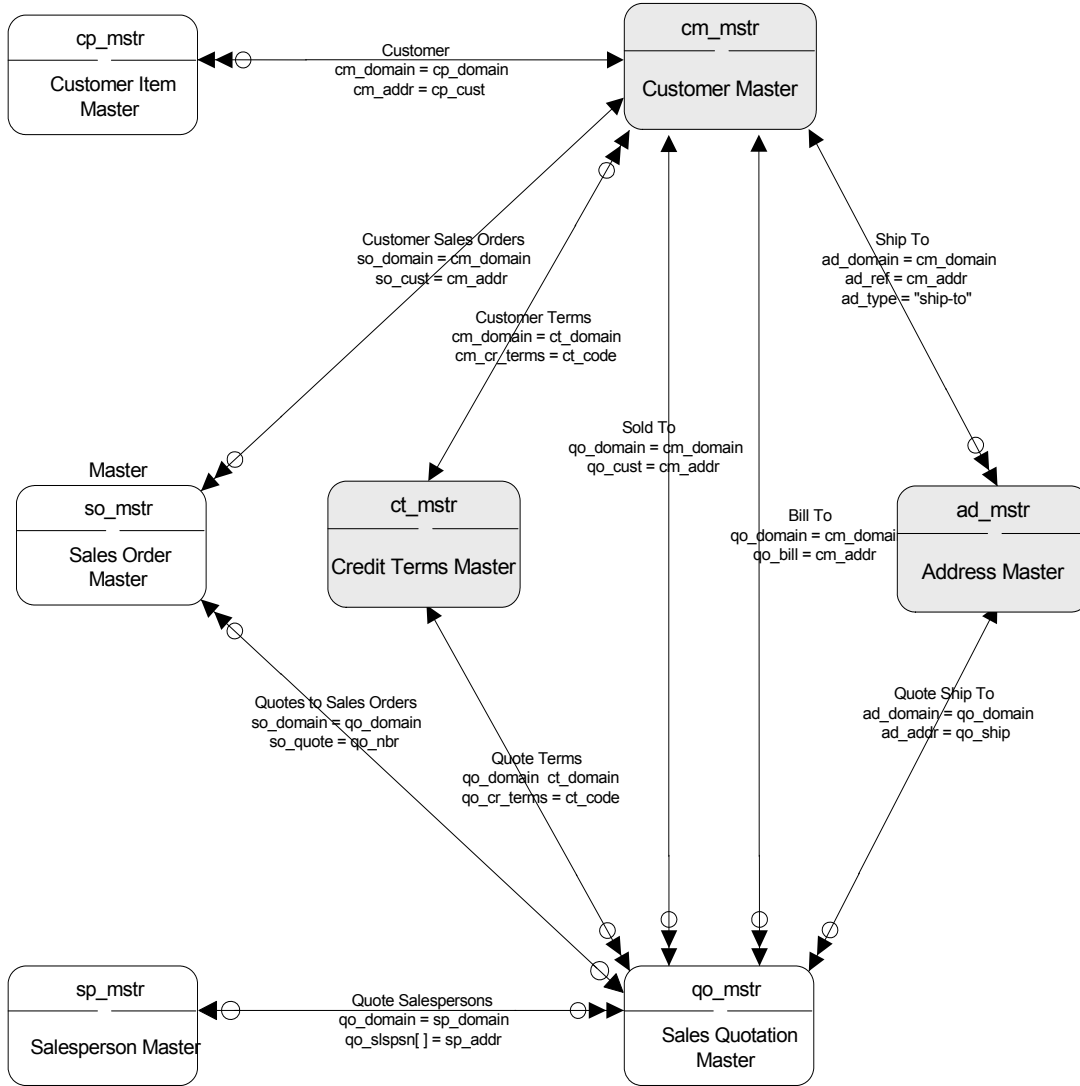 cp_mstr
Customer Item
Master
Customer
cm_domain = cp_domain
cm_addr = cp_cust
cm_mstr
Customer Master
Customer Sales Orders
so_domain = cm_domain
so_cust = cm_addr
Ship To
ad_domain = cm_domain
ad_ref = cm_addr
ad_type = "ship-to"
Customer Terms
cm_domain = ct_domain
cm_cr_terms = ct_code
Sold To
qo_domain = cm_domain
qo_cust = cm_addr
Master
so_mstr
Sales Order
Master
ct_mstr
Credit Terms Master
Bill To
qo_domain = cm_domai
qo_bill = cm_addr
ad_mstr
Address Master
Quotes to Sales Orders
so_domain = qo_domain
so_quote = qo_nbr
Quote Terms
qo_domain ct_domain
qo_cr_terms = ct_code
Quote Ship To
ad_domain = qo_domain
ad_addr = qo_ship
sp_mstr
Salesperson Master
Quote Salespersons
qo_domain = sp_domain
qo_slspsn[ ] = sp_addr
qo_mstr
Sales Quotation
Master